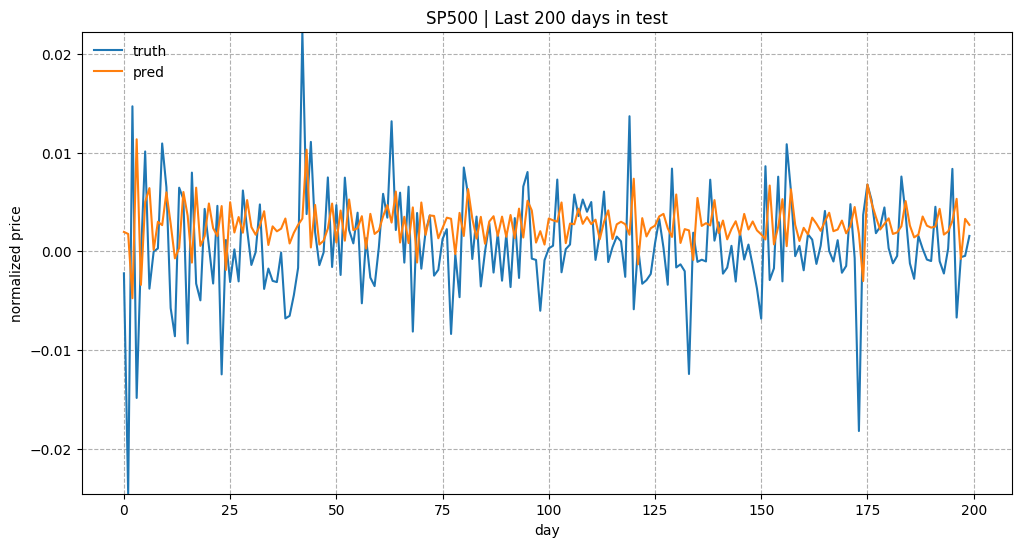 SP500 | Last 200 days in test
truth
pred
0.02
0.01
0.00
−0.01
−0.02
normalized price
0 25 50 75 100 125 150 175 200
day